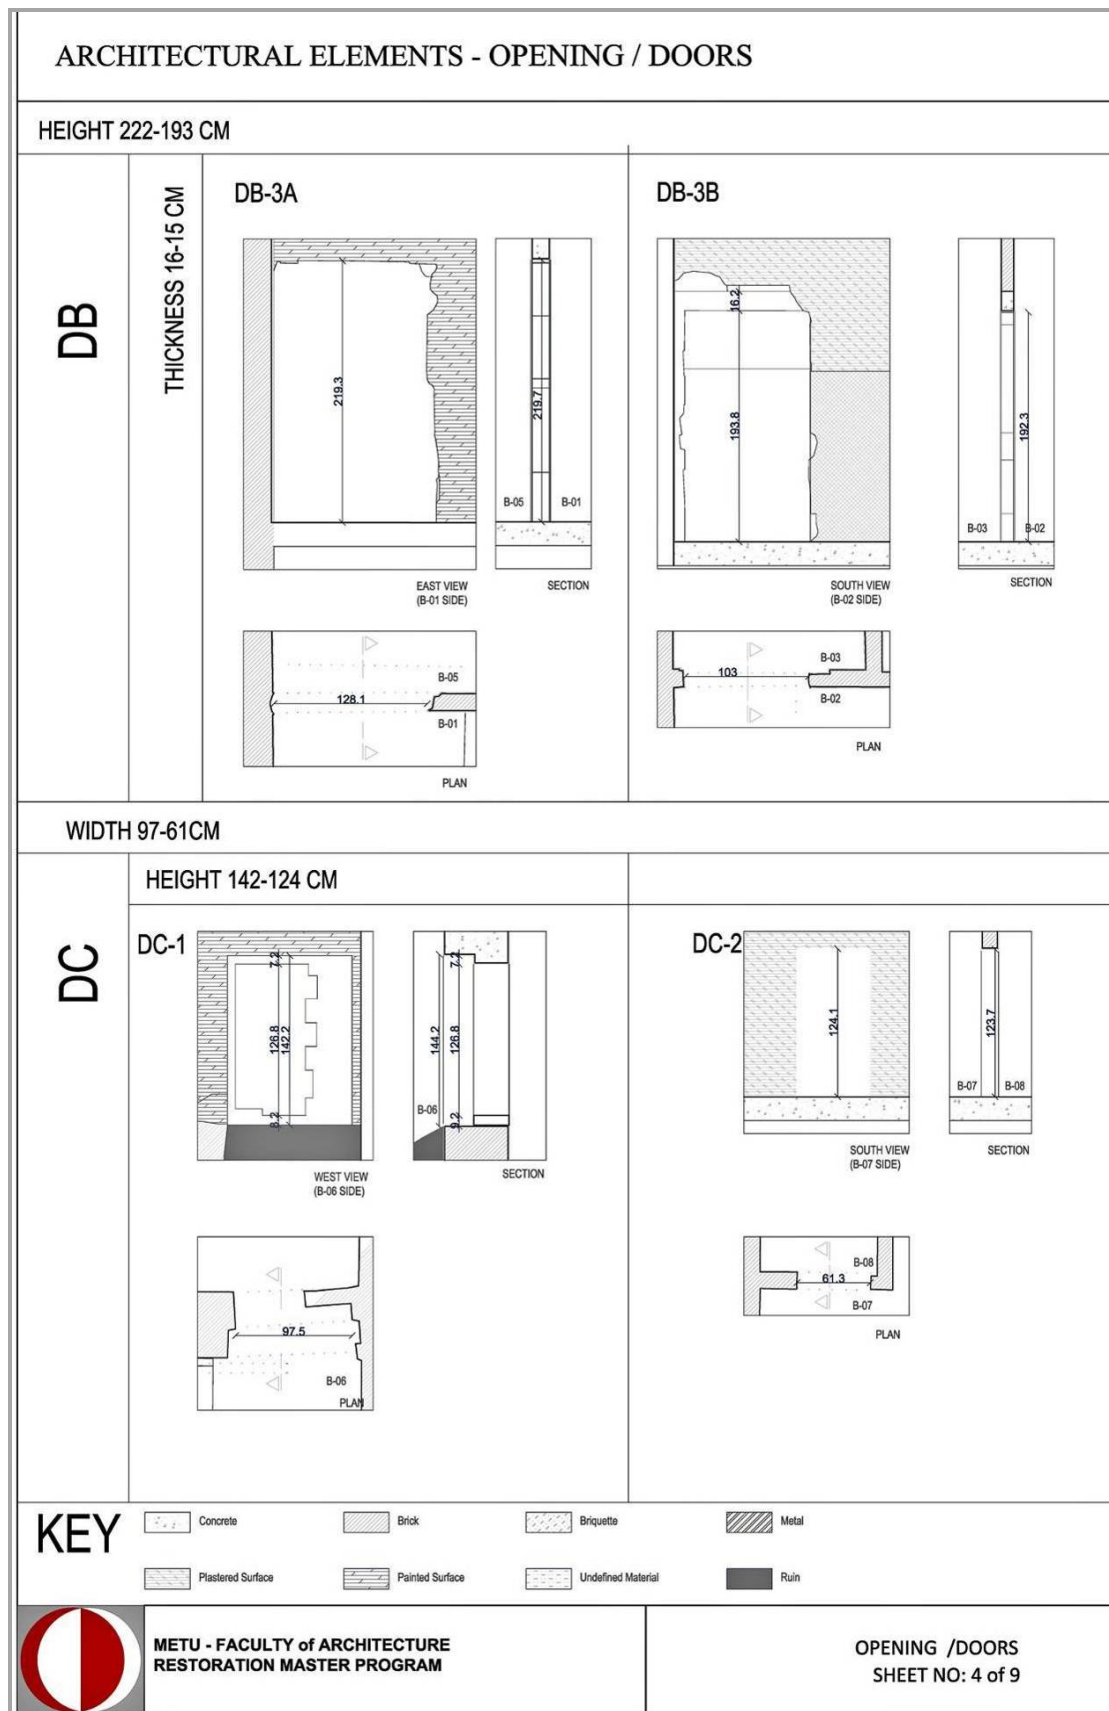 ARCHITECTURAL ELEMENTS - OPENING / DOORS
HEIGHT 222-193 CM
DB
THICKNESS 16-15 CM
DB-3A
219.3
EAST VIEW
(B-01 SIDE)
219.7
B-05
B-01
SECTION
B-05
128.1
B-01
PLAN
DB-3B
16.2
193.8
SOUTH VIEW
(B-02 SIDE)
192.3
B-03
B-02
SECTION
B-03
103
B-02
PLAN
WIDTH 97-61CM
DC
HEIGHT 142-124 CM
DC-1
7.2
126.8
142.2
8.2
WEST VIEW
(B-06 SIDE)
7.2
144.2
126.8
B-06
9.2
SECTION
97.5
B-06
PLAN
DC-2
124.1
SOUTH VIEW
(B-07 SIDE)
123.7
B-07
B-08
SECTION
B-08
61.3
B-07
PLAN
KEY
Concrete
Brick
Briquette
Metal
Plastered Surface
Painted Surface
Undefined Material
Ruin
METU - FACULTY of ARCHITECTURE
RESTORATION MASTER PROGRAM
OPENING /DOORS
SHEET NO: 4 of 9